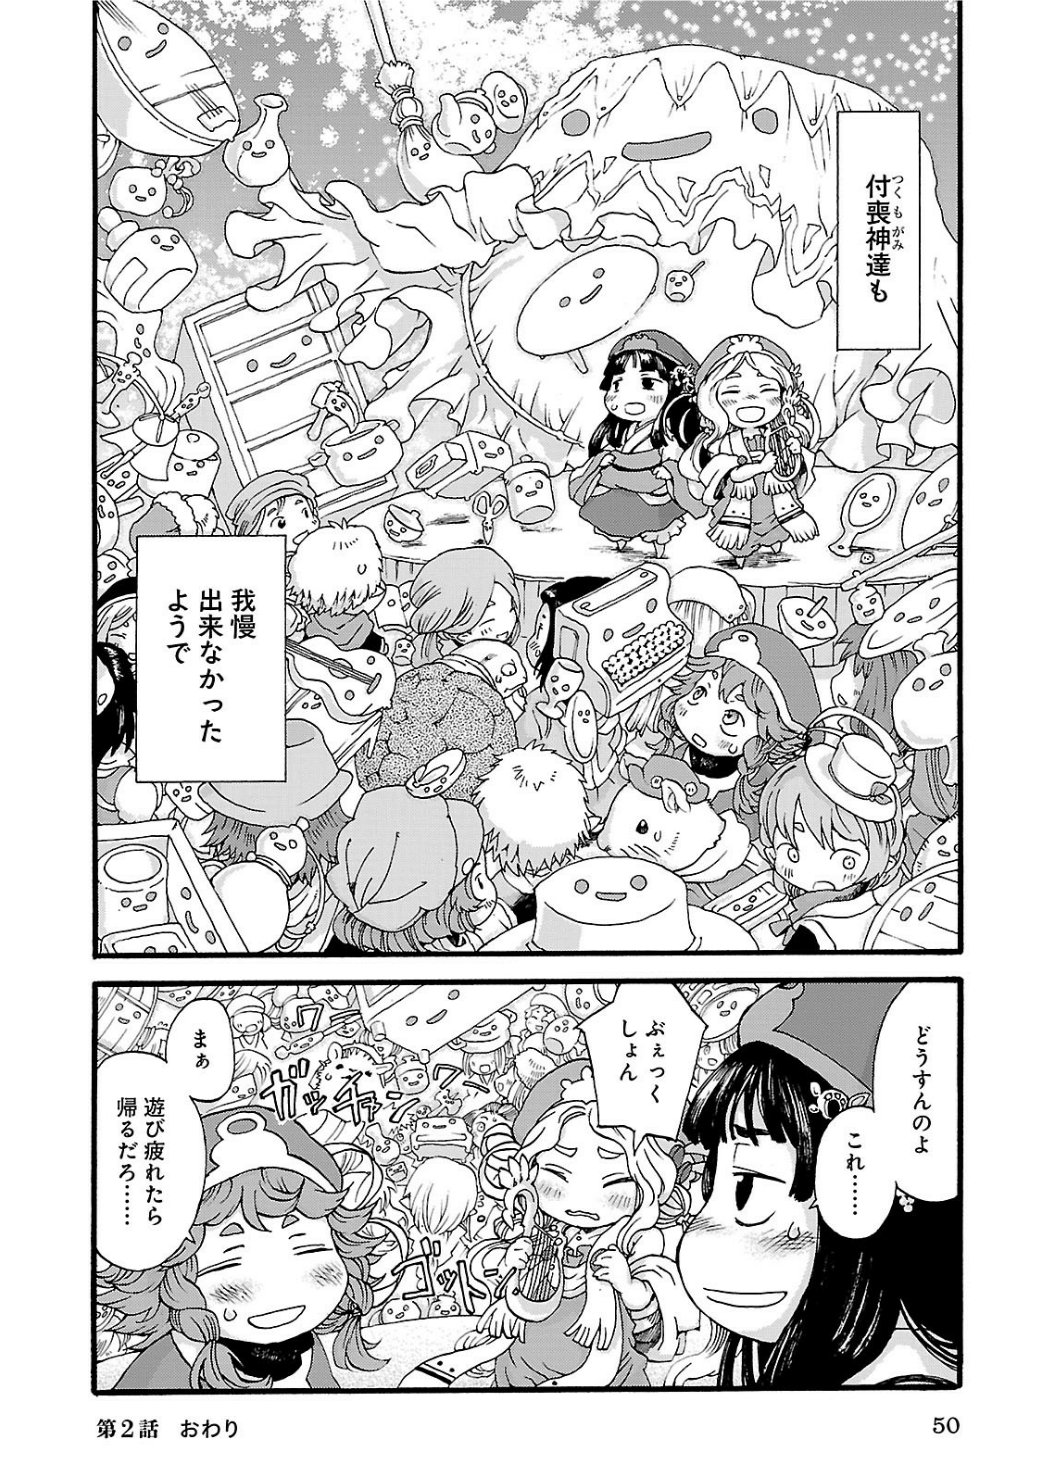 付喪神達も
つくもがみ
我慢
出来なかった
ようで
どうすんのよ
これ……
ぶぇっく
しょん
まぁ
遊び疲れたら
帰るだろ……
ワ
ガッチャーン
ゴットン
第2話 おわり
50